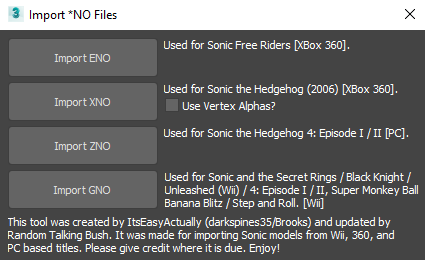 Import *NO Files
Import ENO
Used for Sonic Free Riders [XBox 360].
Import XNO
Used for Sonic the Hedgehog (2006) [XBox 360].
Use Vertex Alphas?
Import ZNO
Used for Sonic the Hedgehog 4: Episode I / II [PC].
Import GNO
Used for Sonic and the Secret Rings / Black Knight /
Unleashed (Wii) / 4: Episode I / II, Super Monkey Ball
Banana Blitz / Step and Roll. [Wii]
This tool was created by ItsEasyActually (darkspines35/Brooks) and updated by
Random Talking Bush. It was made for importing Sonic models from Wii, 360, and
PC based titles. Please give credit where it is due. Enjoy!